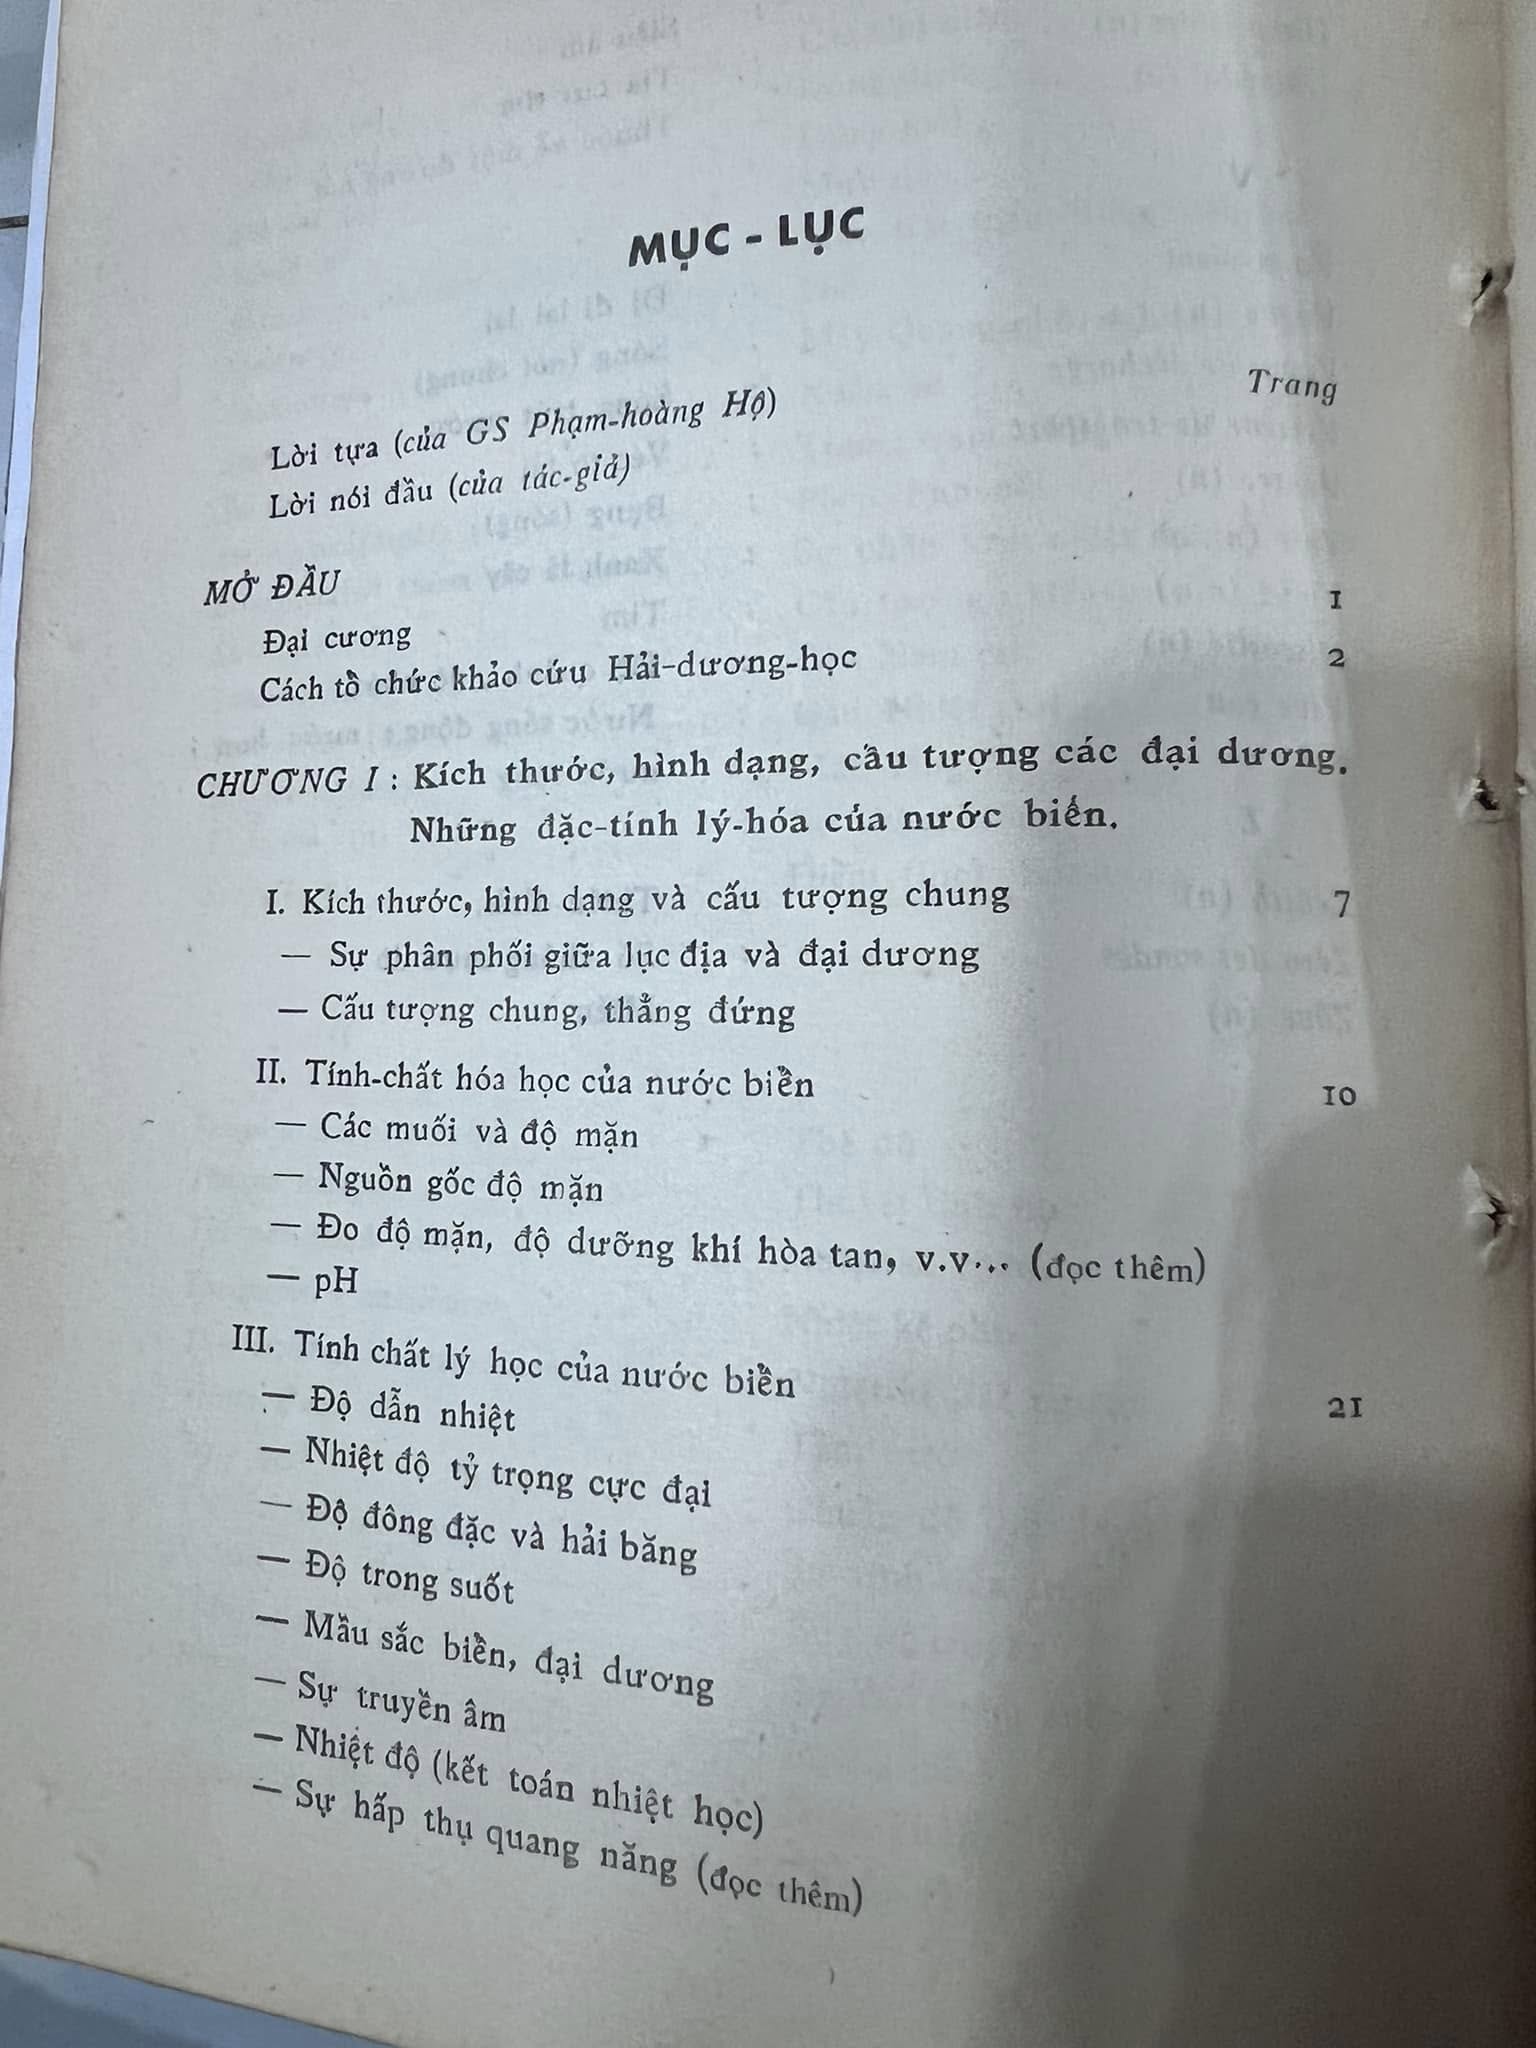 MỤC - LỤC
Trang
Lời tựa (của GS Phạm-hoàng Hộ)
Lời nói đầu (của tác-giả)
MỞ ĐẦU
Đại cương 1
Cách tổ chức khảo cứu Hải-dương-học 2
CHƯƠNG I : Kích thước, hình dạng, cấu tượng các đại dương.
Những đặc-tính lý-hóa của nước biển.
I. Kích thước, hình dạng và cấu tượng chung 7
— Sự phân phối giữa lục địa và đại dương
— Cấu tượng chung, thẳng đứng
II. Tính-chất hóa học của nước biển 10
— Các muối và độ mặn
— Nguồn gốc độ mặn
— Đo độ mặn, độ dưỡng khí hòa tan, v.v... (đọc thêm)
— pH
III. Tính chất lý học của nước biển 21
— Độ dẫn nhiệt
— Nhiệt độ tỷ trọng cực đại
— Độ đông đặc và hải băng
— Độ trong suốt
— Mầu sắc biển, đại dương
— Sự truyền âm
— Nhiệt độ (kết toán nhiệt học)
— Sự hấp thụ quang năng (đọc thêm)